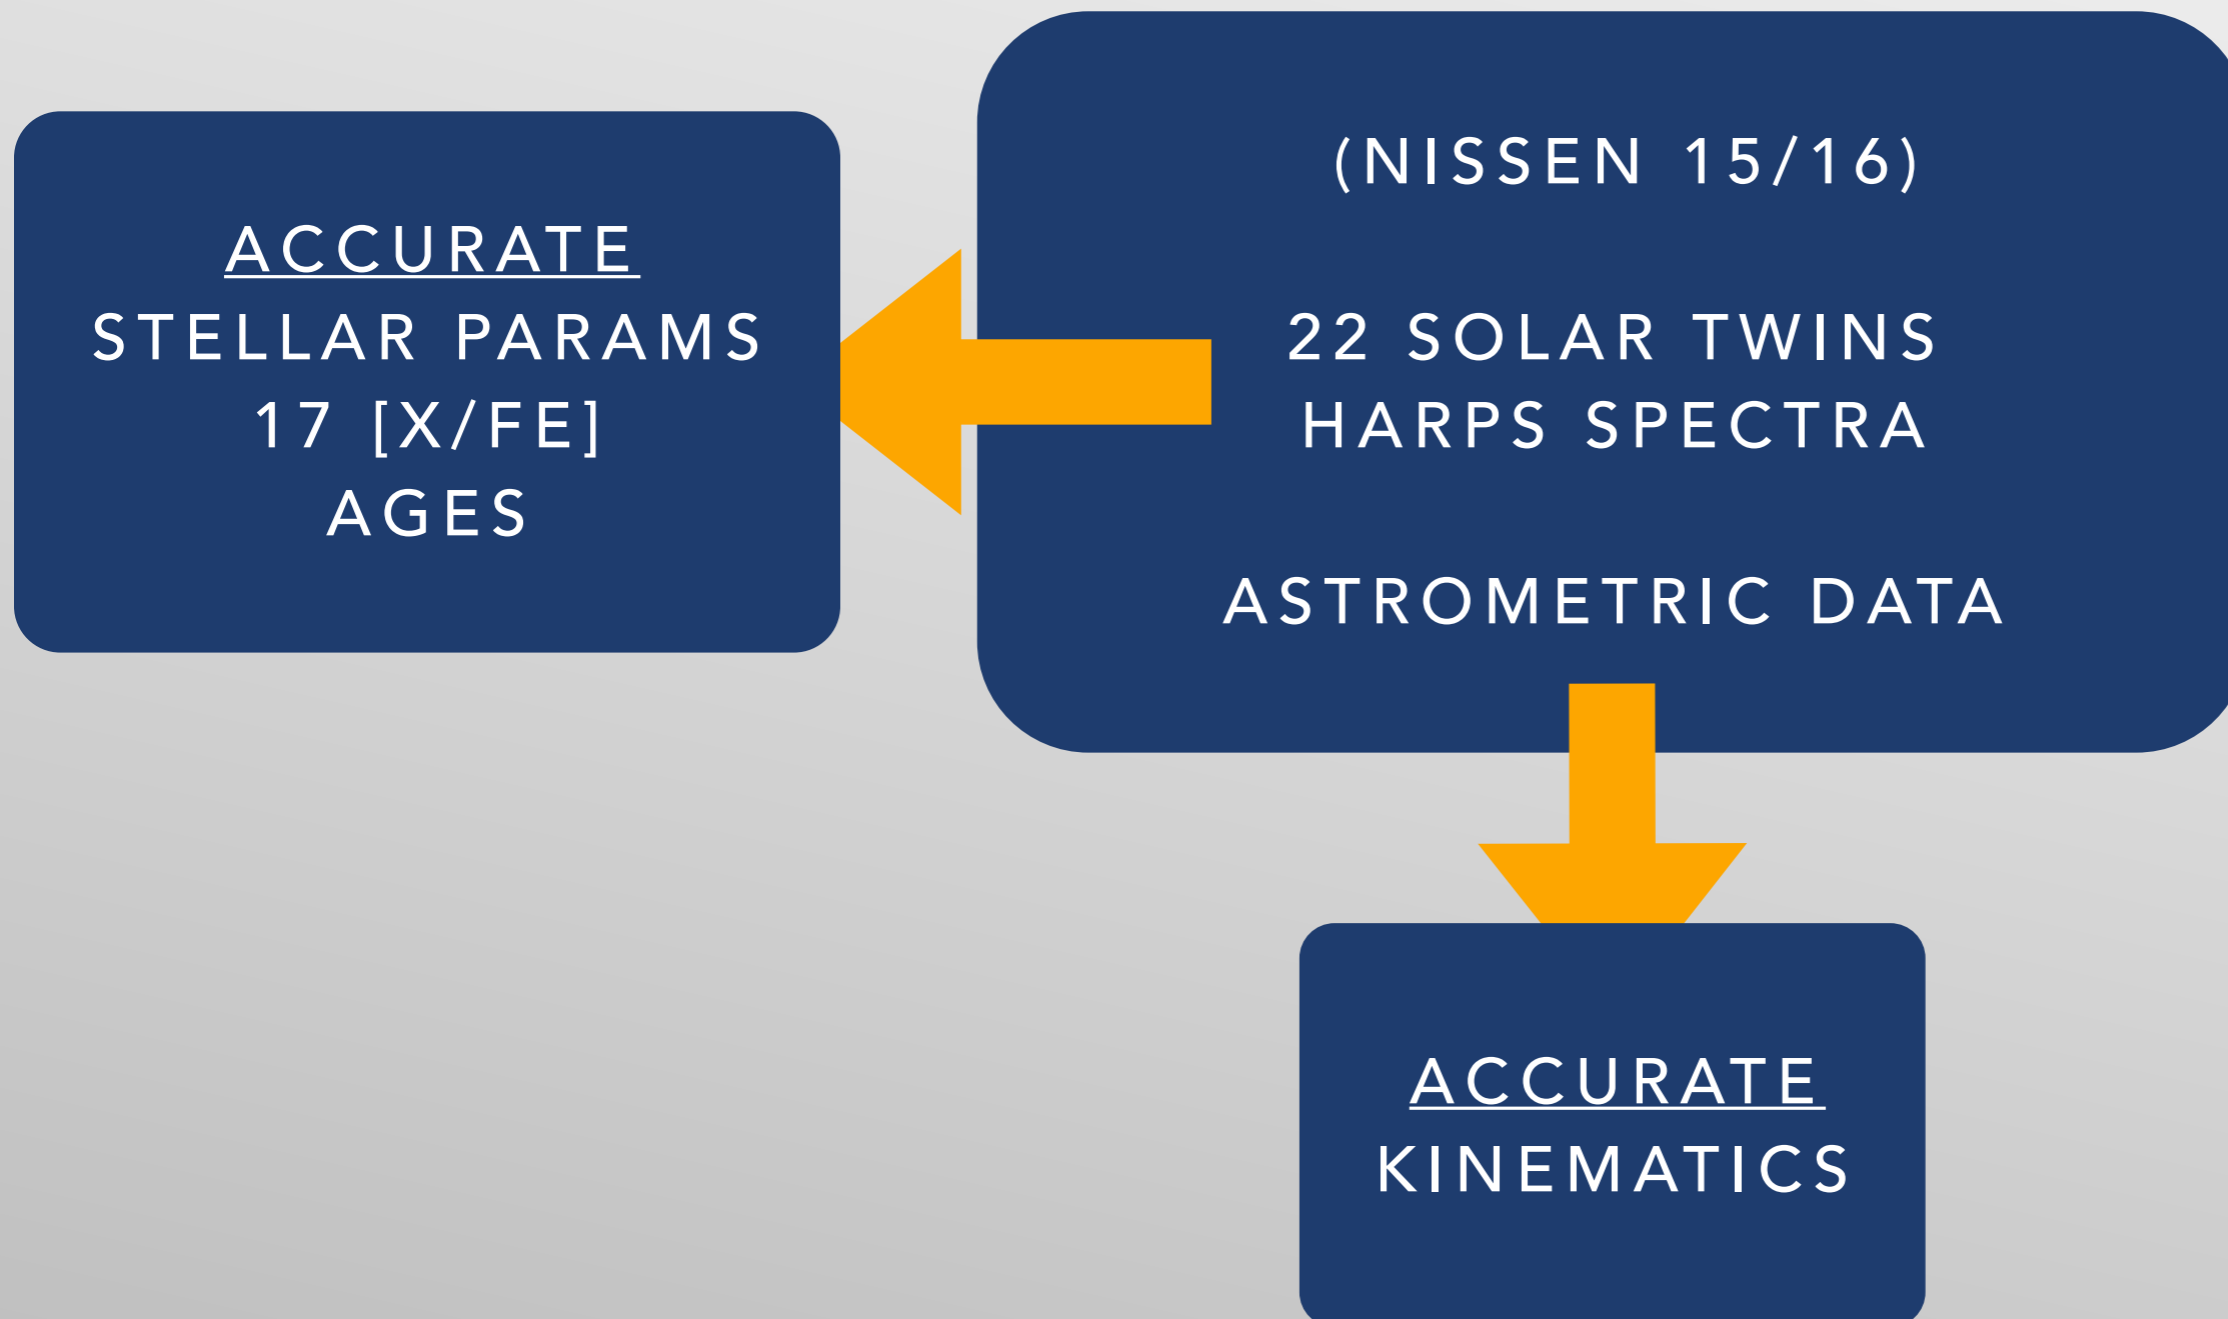 ACCURATE
STELLAR PARAMS
17 [X/FE]
AGES
(NISSEN 15/16)
22 SOLAR TWINS
HARPS SPECTRA
ASTROMETRIC DATA
ACCURATE
KINEMATICS